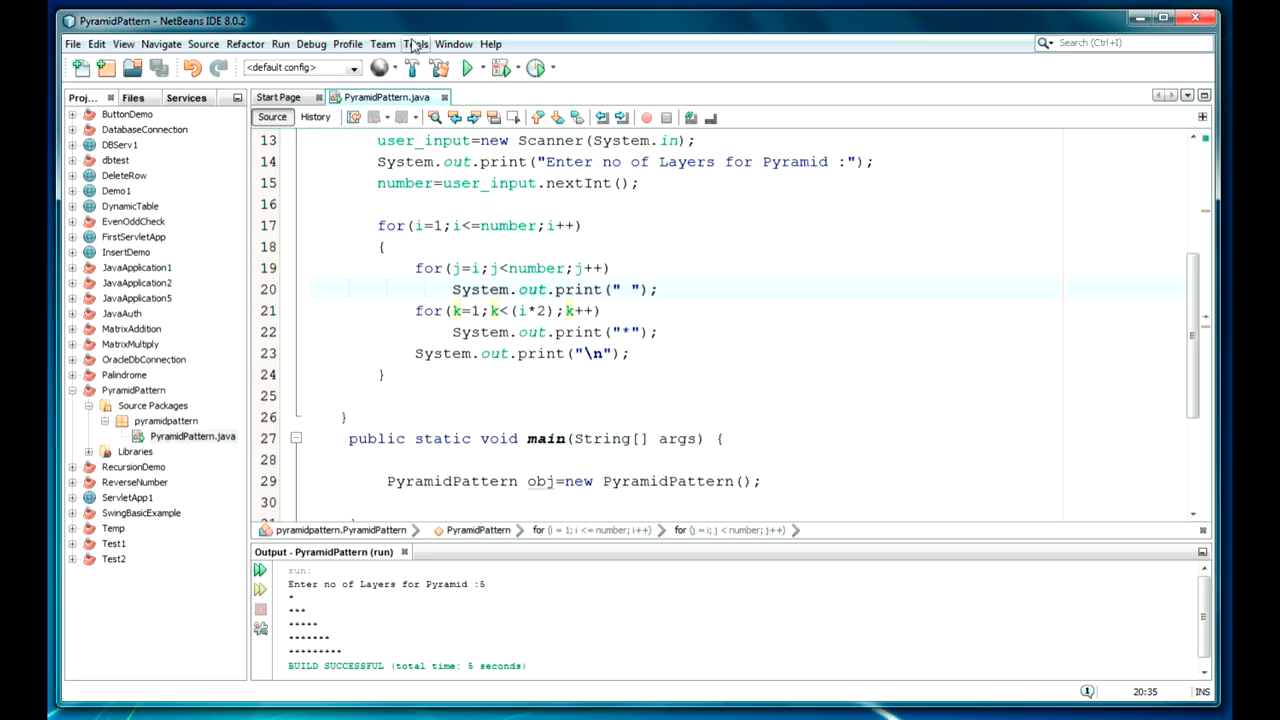 PyramidPattern - NetBeans IDE 8.0.2
File Edit View Navigate Source Refactor Run Debug Profile Team Tools Window Help
Search (Ctrl+I)
<default config>
Proj... Files Services
Start Page PyramidPattern.java
Source History
ButtonDemo
DatabaseConnection
DBServ1
dbtest
DeleteRow
Demo1
DynamicTable
EvenOddCheck
FirstServletApp
InsertDemo
JavaApplication1
JavaApplication2
JavaApplication5
JavaAuth
MatrixAddition
MatrixMultiply
OracleDbConnection
Palindrome
PyramidPattern
Source Packages
pyramidpattern
PyramidPattern.java
Libraries
RecursionDemo
ReverseNumber
ServletApp1
SwingBasicExample
Temp
Test1
Test2
13 user_input=new Scanner(System.in);
14 System.out.print("Enter no of Layers for Pyramid :");
15 number=user_input.nextInt();
16
17 for(i=1;i<=number;i++)
18 {
19 for(j=i;j<number;j++)
20 System.out.print(" ");
21 for(k=1;k<(i*2);k++)
22 System.out.print("*");
23 System.out.print("\n");
24 }
25
26 }
27 public static void main(String[] args) {
28
29 PyramidPattern obj=new PyramidPattern();
30
pyramidpattern.PyramidPattern PyramidPattern for (i = 1; i <= number; i++) for (j = i; j < number; j++)
Output - PyramidPattern (run)
run:
Enter no of Layers for Pyramid :5
*
***
*****
*******
*********
BUILD SUCCESSFUL (total time: 5 seconds)
1 20:35 INS